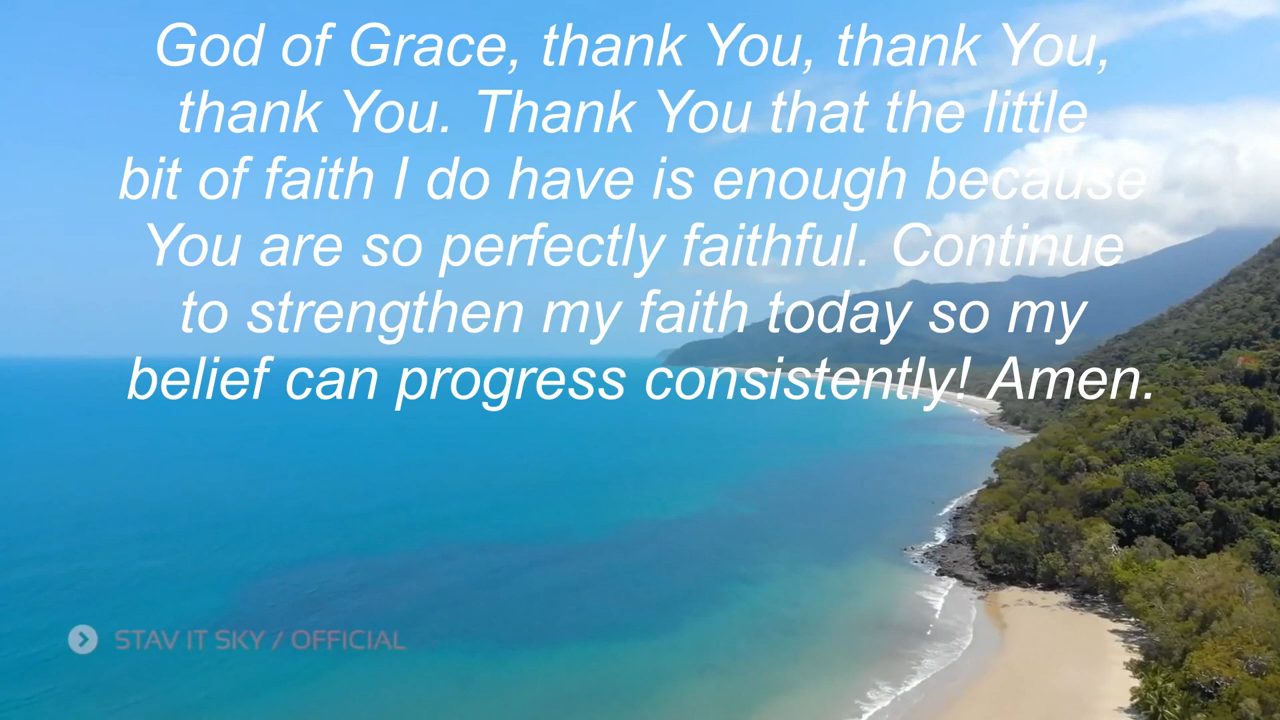 God of Grace, thank You, thank You,
thank You. Thank You that the little
bit of faith I do have is enough because
You are so perfectly faithful. Continue
to strengthen my faith today so my
belief can progress consistently! Amen.
STAV IT SKY / OFFICIAL